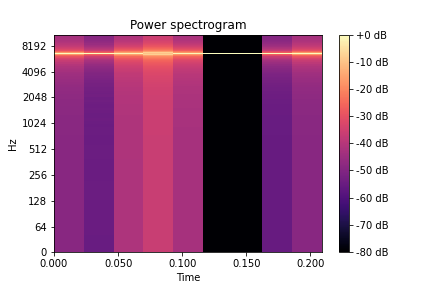 Power spectrogram
8192
4096
2048
1024
512
256
128
64
0
Hz
0.000 0.050 0.100 0.150 0.200
Time
+0 dB
-10 dB
-20 dB
-30 dB
-40 dB
-50 dB
-60 dB
-70 dB
-80 dB